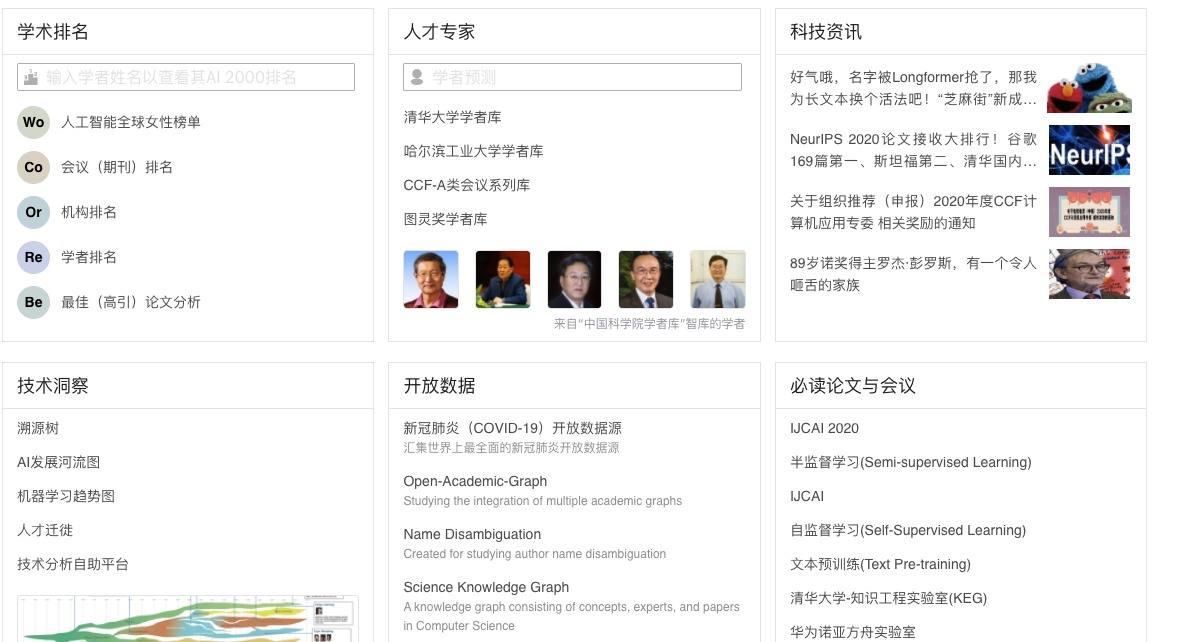 学术排名
输入学者姓名以查看其AI 2000排名
Wo 人工智能全球女性榜单
Co 会议（期刊）排名
Or 机构排名
Re 学者排名
Be 最佳（高引）论文分析
人才专家
学者预测
清华大学学者库
哈尔滨工业大学学者库
CCF-A类会议系列库
图灵奖学者库
来自“中国科学院学者库”智库的学者
科技资讯
好气哦，名字被Longformer抢了，那我
为长文本换个活法吧！“芝麻街”新成…
NeurIPS 2020论文接收大排行！谷歌
169篇第一、斯坦福第二、清华国内…
NeurIPS
关于组织推荐（申报）2020年度CCF计
算机应用专委 相关奖励的通知
89岁诺奖得主罗杰·彭罗斯，有一个令人
咂舌的家族
技术洞察
溯源树
AI发展河流图
机器学习趋势图
人才迁徙
技术分析自助平台
开放数据
新冠肺炎（COVID-19）开放数据源
汇集世界上最全面的新冠肺炎开放数据源
Open-Academic-Graph
Studying the integration of multiple academic graphs
Name Disambiguation
Created for studying author name disambiguation
Science Knowledge Graph
A knowledge graph consisting of concepts, experts, and papers
in Computer Science
必读论文与会议
IJCAI 2020
半监督学习(Semi-supervised Learning)
IJCAI
自监督学习(Self-Supervised Learning)
文本预训练(Text Pre-training)
清华大学-知识工程实验室(KEG)
华为诺亚方舟实验室